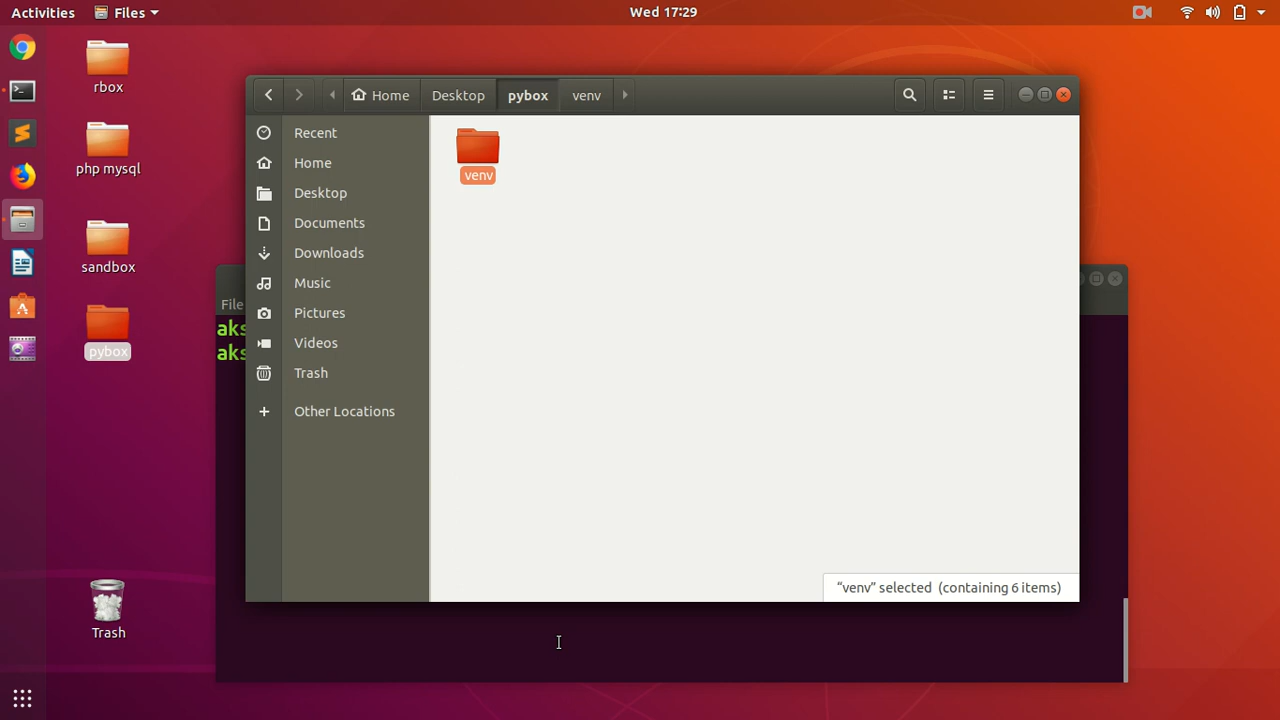 Activities Files Wed 17:29
rbox
php mysql
sandbox
pybox
Trash
Home Desktop pybox venv
Recent
Home
Desktop
Documents
Downloads
Music
Pictures
Videos
Trash
+ Other Locations
venv
“venv” selected (containing 6 items)
File
aks
aks